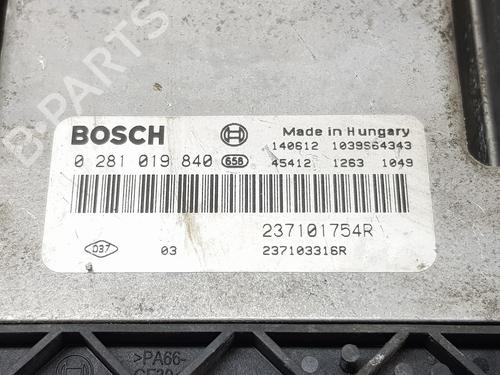 B-PARTS
BOSCH
Made in Hungary
140612 1039S64343
0 281 019 840 656
45412 1263 1049
237101754R
D37 03 237103316R
>PA66-